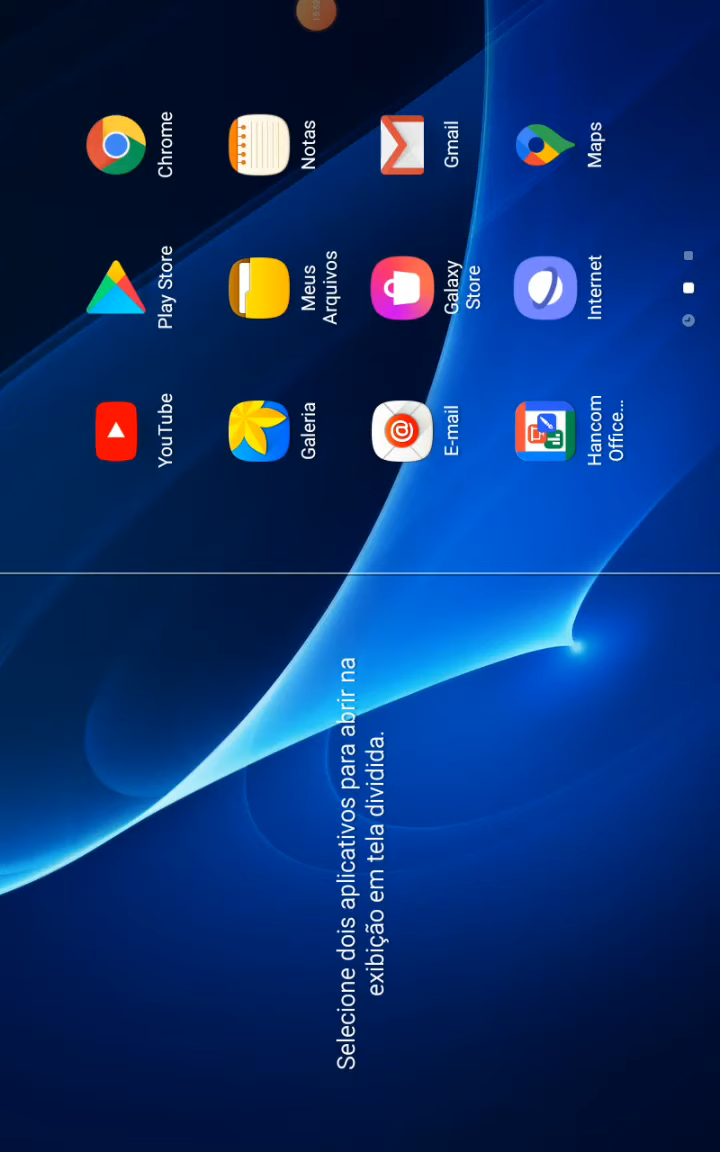 Selecione dois aplicativos para abrir na
exibição em tela dividida.
YouTube
Play Store
Chrome
Galeria
Meus
Arquivos
Notas
E-mail
Galaxy
Store
Gmail
Hancom
Office...
Internet
Maps